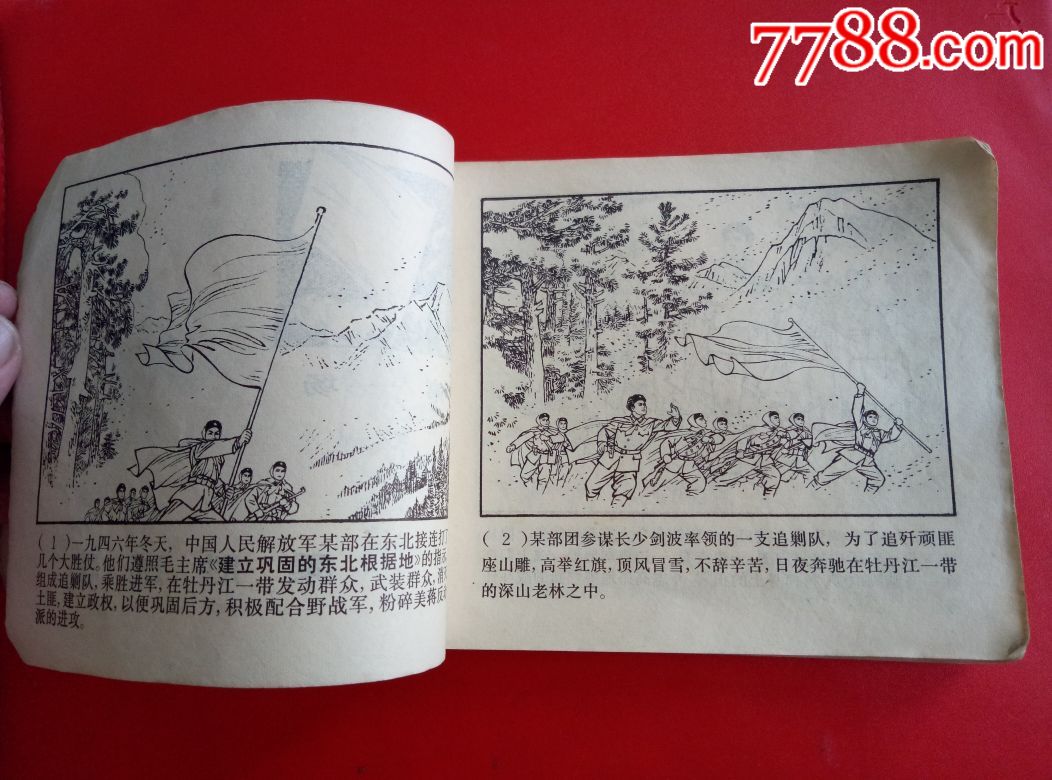 7788.com
(1)一九四六年冬天，中国人民解放军某部在东北接连打
几个大胜仗。他们遵照毛主席《建立巩固的东北根据地》的指
组成追剿队，乘胜进军，在牡丹江一带发动群众，武装群众，消
土匪，建立政权，以便巩固后方，积极配合野战军，粉碎美蒋反
派的进攻。
(2)某部团参谋长少剑波率领的一支追剿队，为了追歼顽匪
座山雕，高举红旗，顶风冒雪，不辞辛苦，日夜奔驰在牡丹江一带
的深山老林之中。